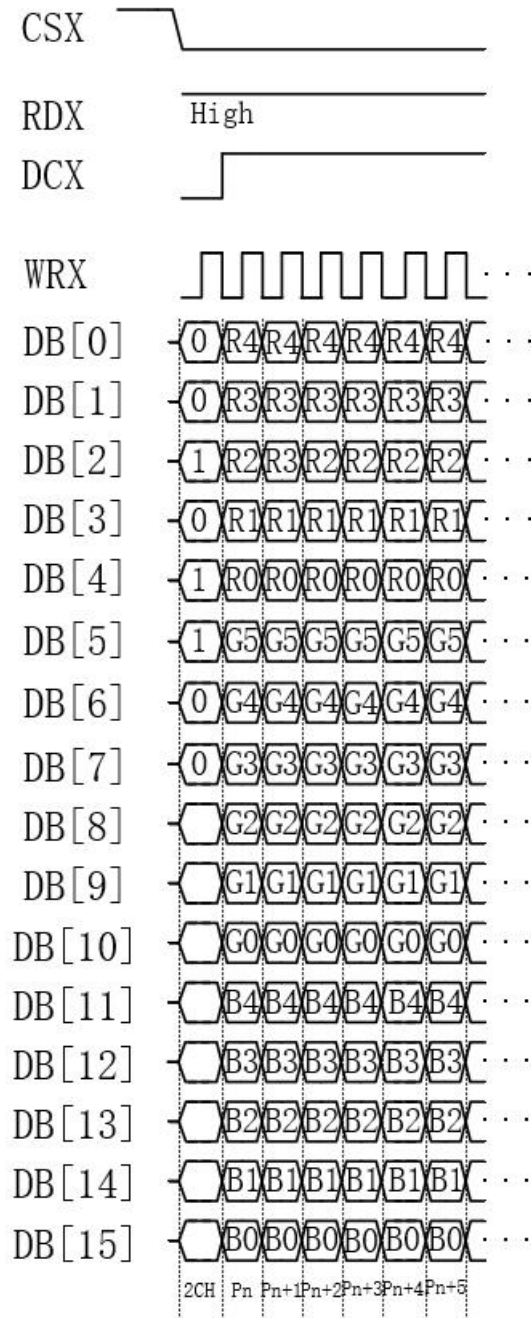 CSX
RDX High
DCX
WRX · · ·
DB[0] 0 R4 R4 R4 R4 R4 R4 · · ·
DB[1] 0 R3 R3 R3 R3 R3 R3 · · ·
DB[2] 1 R2 R3 R2 R2 R2 R2 · · ·
DB[3] 0 R1 R1 R1 R1 R1 R1 · · ·
DB[4] 1 R0 R0 R0 R0 R0 R0 · · ·
DB[5] 1 G5 G5 G5 G5 G5 G5 · · ·
DB[6] 0 G4 G4 G4 G4 G4 G4 · · ·
DB[7] 0 G3 G3 G3 G3 G3 G3 · · ·
DB[8] G2 G2 G2 G2 G2 G2 · · ·
DB[9] G1 G1 G1 G1 G1 G1 · · ·
DB[10] G0 G0 G0 G0 G0 G0 · · ·
DB[11] B4 B4 B4 B4 B4 B4 · · ·
DB[12] B3 B3 B3 B3 B3 B3 · · ·
DB[13] B2 B2 B2 B2 B2 B2 · · ·
DB[14] B1 B1 B1 B1 B1 B1 · · ·
DB[15] B0 B0 B0 B0 B0 B0 · · ·
2CH Pn Pn+1 Pn+2 Pn+3 Pn+4 Pn+5